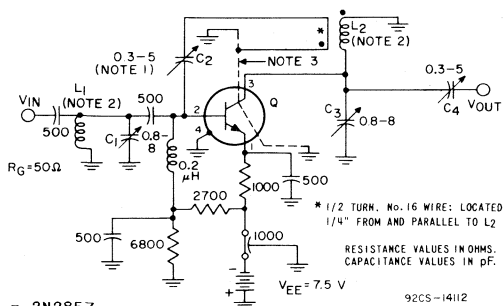 *
L2
(NOTE 2)
0.3-5
(NOTE 1)
C2
NOTE 3
3
0.3-5
C4
VOUT
L1
(NOTE 2)
VIN
500
500
2
Q
4
C1
0.8-
8
C3
0.8-8
RG=50Ω
0.2
μH
1
1000
500
2700
* 1/2 TURN, No. 16 WIRE: LOCATED
1/4" FROM AND PARALLEL TO L2
500
6800
1000
RESISTANCE VALUES IN OHMS.
CAPACITANCE VALUES IN pF.
-
+
VEE= 7.5 V
92CS-14112